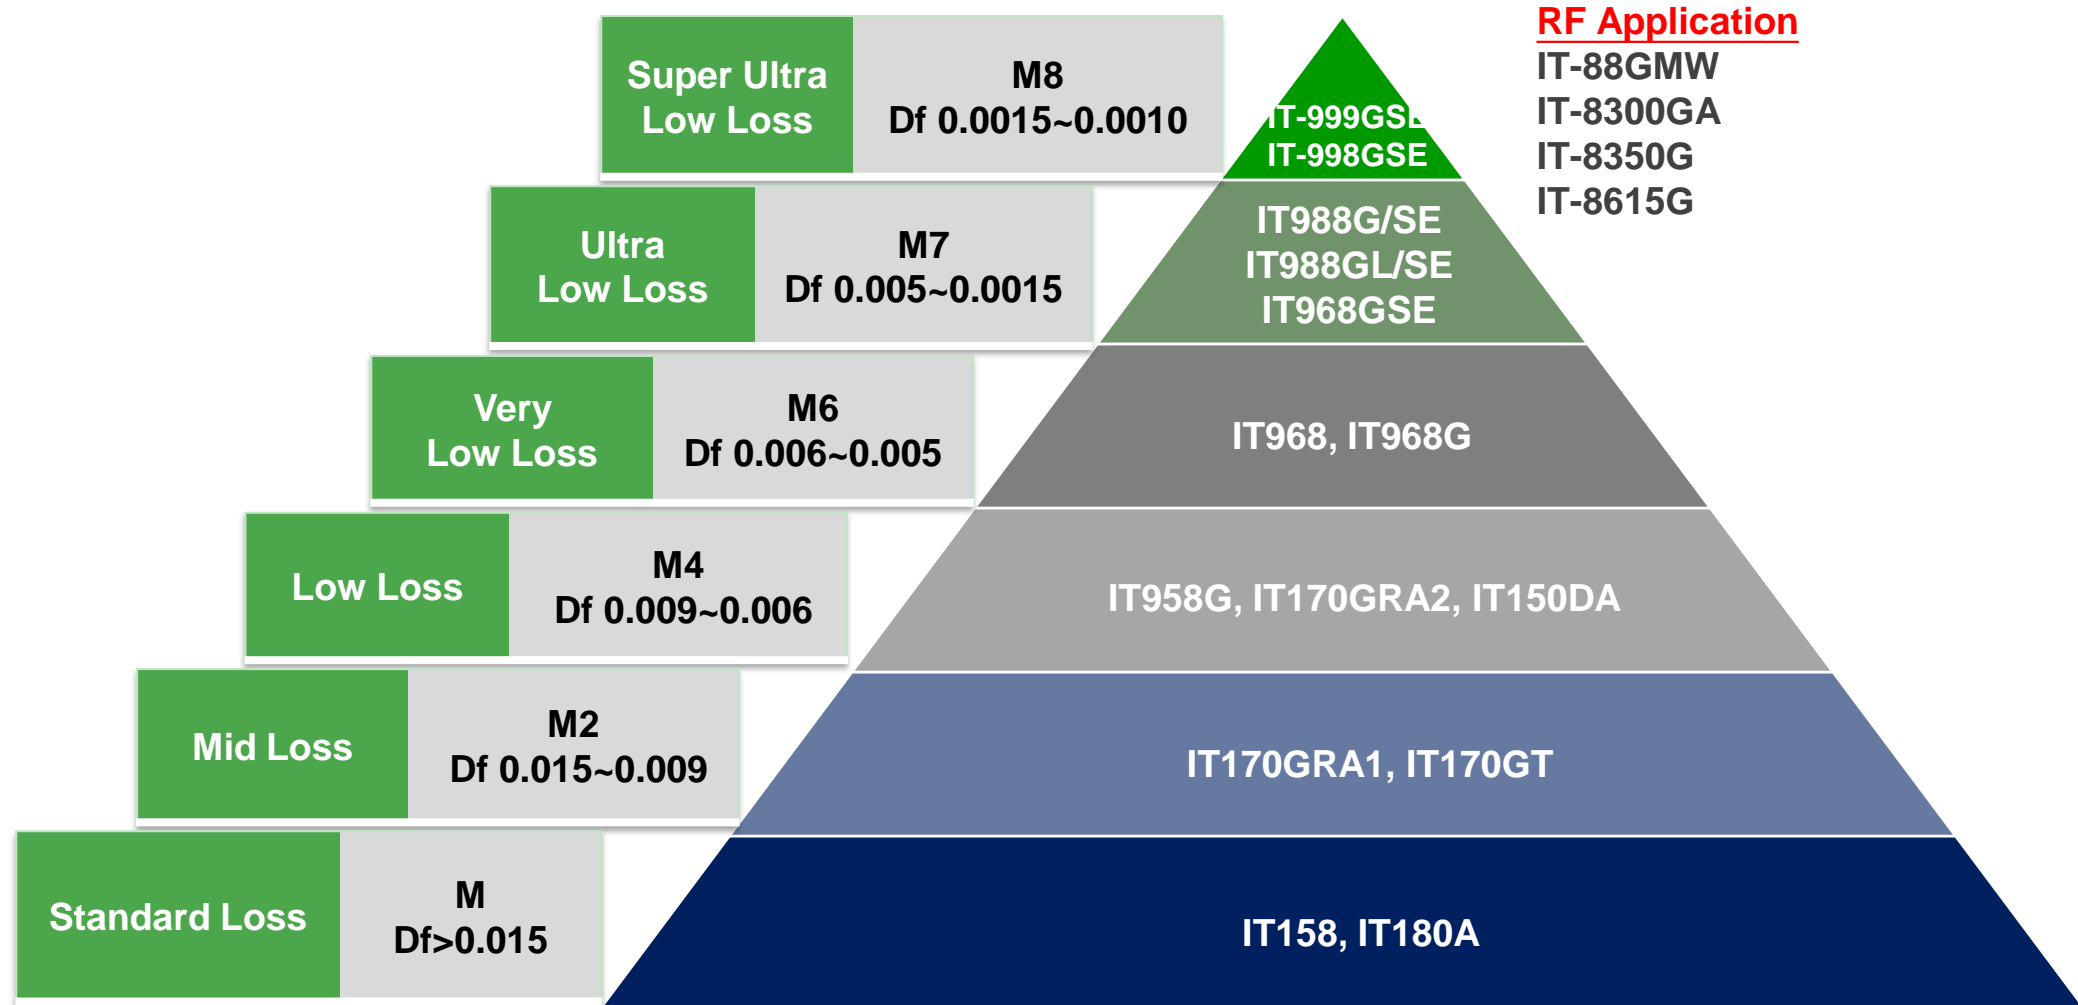 Super Ultra
Low Loss
M8
Df 0.0015~0.0010
IT-999GSE
IT-998GSE
RF Application
IT-88GMW
IT-8300GA
IT-8350G
IT-8615G
Ultra
Low Loss
M7
Df 0.005~0.0015
IT988G/SE
IT988GL/SE
IT968GSE
Very
Low Loss
M6
Df 0.006~0.005
IT968, IT968G
Low Loss
M4
Df 0.009~0.006
IT958G, IT170GRA2, IT150DA
Mid Loss
M2
Df 0.015~0.009
IT170GRA1, IT170GT
Standard Loss
M
Df>0.015
IT158, IT180A